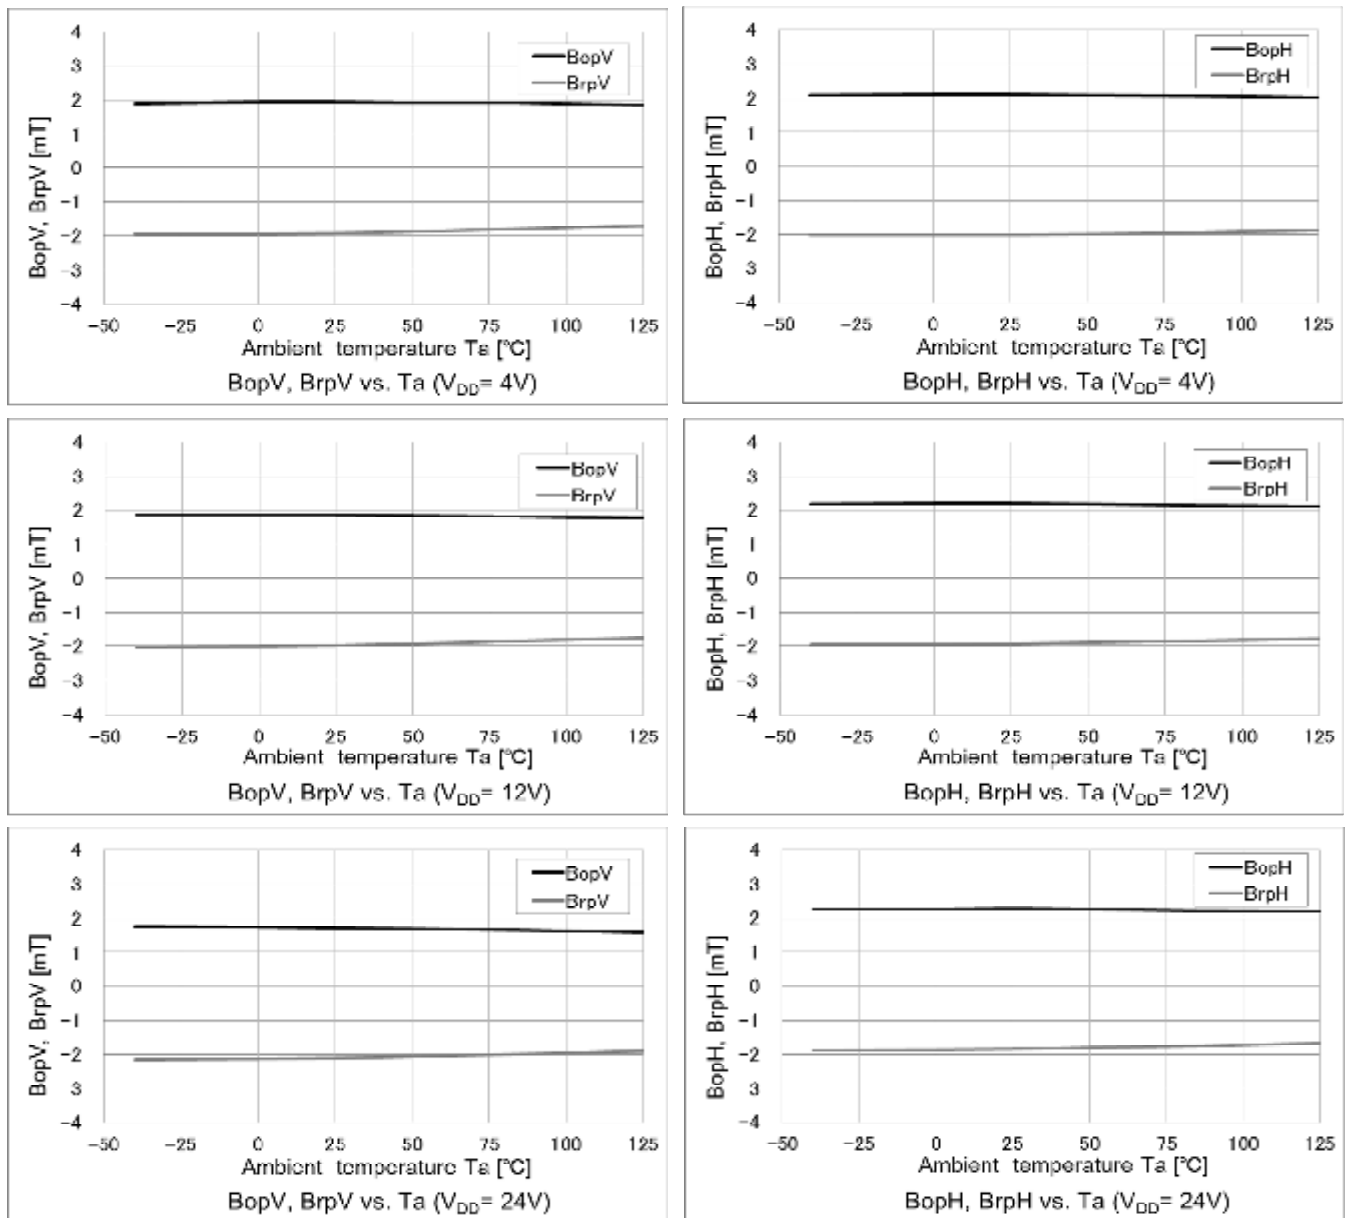 4
3
2
1
0
-1
-2
-3
-4
BopV
BrpV
BopV, BrpV [mT]
-50 -25 0 25 50 75 100 125
Ambient temperature Ta [°C]
BopV, BrpV vs. Ta (VDD= 4V)
4
3
2
1
0
-1
-2
3
-4
BopH
BrpH
BopH, BrpH [mT]
-50 -25 0 25 50 75 100 125
Ambient temperature Ta [°C]
BopH, BrpH vs. Ta (VDD= 4V)
4
3
2
1
0
-1
-2
-3
-4
BopV
BrpV
BopV, BrpV [mT]
-50 -25 0 25 50 75 100 125
Ambient temperature Ta [°C]
BopV, BrpV vs. Ta (VDD= 12V)
4
3
2
1
0
-1
-2
-3
-4
BopH
BrpH
BopH, BrpH [mT]
-50 -25 0 25 50 75 100 125
Ambient temperature Ta [°C]
BopH, BrpH vs. Ta (VDD= 12V)
4
3
2
1
0
-1
-2
3
-4
BopV
BrpV
BopV, BrpV [mT]
-50 -25 0 25 50 75 100 125
Ambient temperature Ta [°C]
BopV, BrpV vs. Ta (VDD= 24V)
4
3
2
1
0
-1
-2
3
-4
BopH
BrpH
BopH, BrpH [mT]
-50 -25 0 25 50 75 100 125
Ambient temperature Ta [°C]
BopH, BrpH vs. Ta (VDD= 24V)